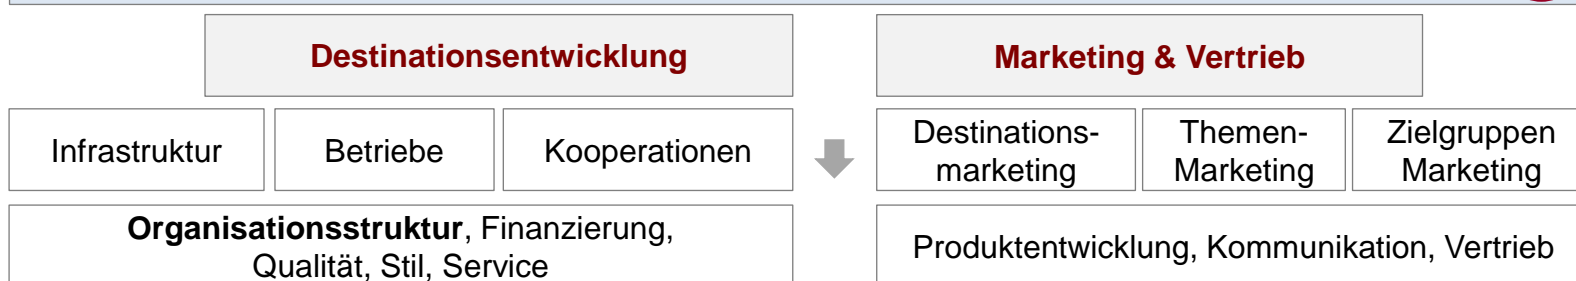 Destinationsentwicklung
Marketing & Vertrieb
Infrastruktur
Betriebe
Kooperationen
Destinations-
marketing
Themen-
Marketing
Zielgruppen
Marketing
Organisationsstruktur, Finanzierung,
Qualität, Stil, Service
Produktentwicklung, Kommunikation, Vertrieb